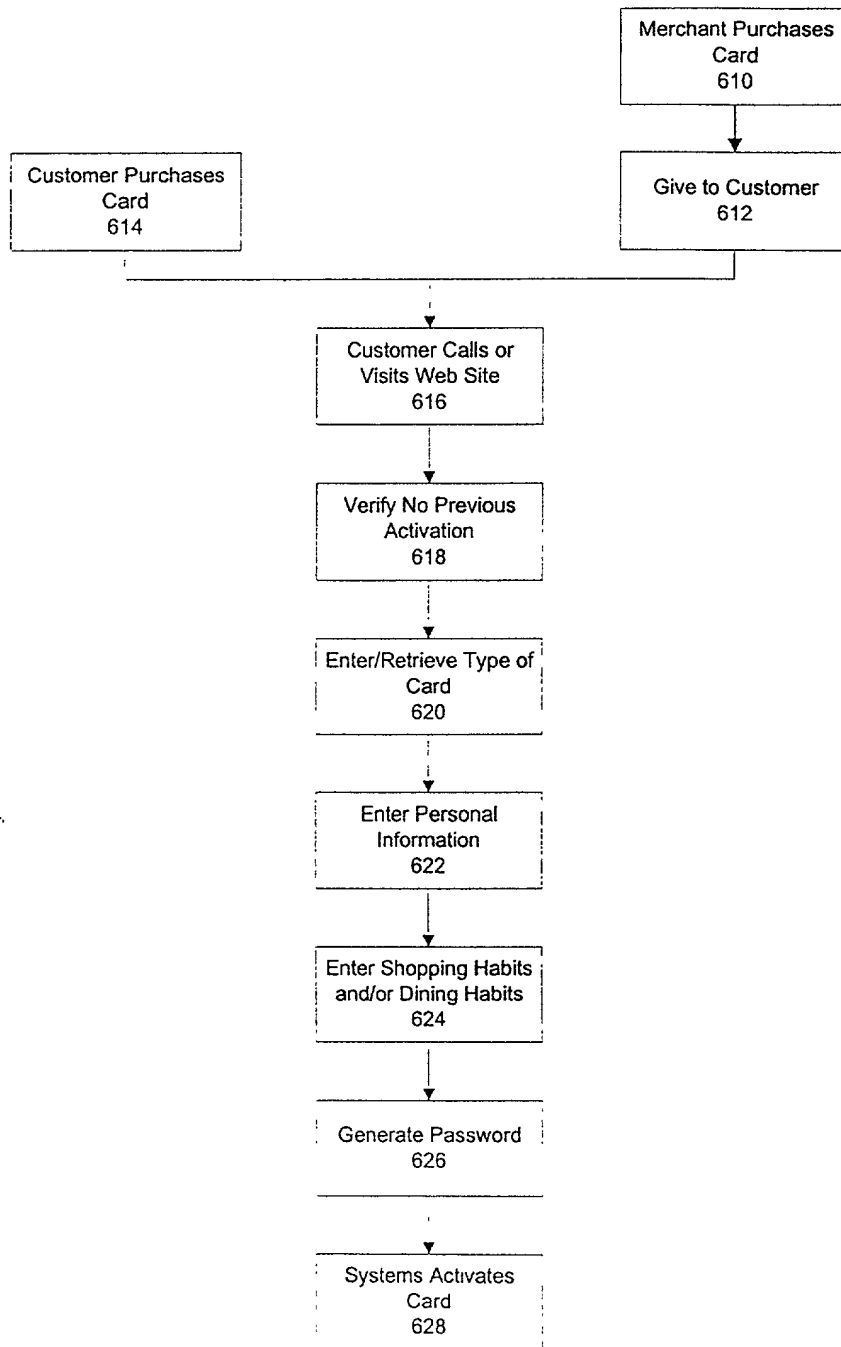 Merchant Purchases
Card
610
Customer Purchases
Card
614
Give to Customer
612
Customer Calls or
Visits Web Site
616
Verify No Previous
Activation
618
Enter/Retrieve Type of
Card
620
Enter Personal
Information
622
Enter Shopping Habits
and/or Dining Habits
624
Generate Password
626
Systems Activates
Card
628